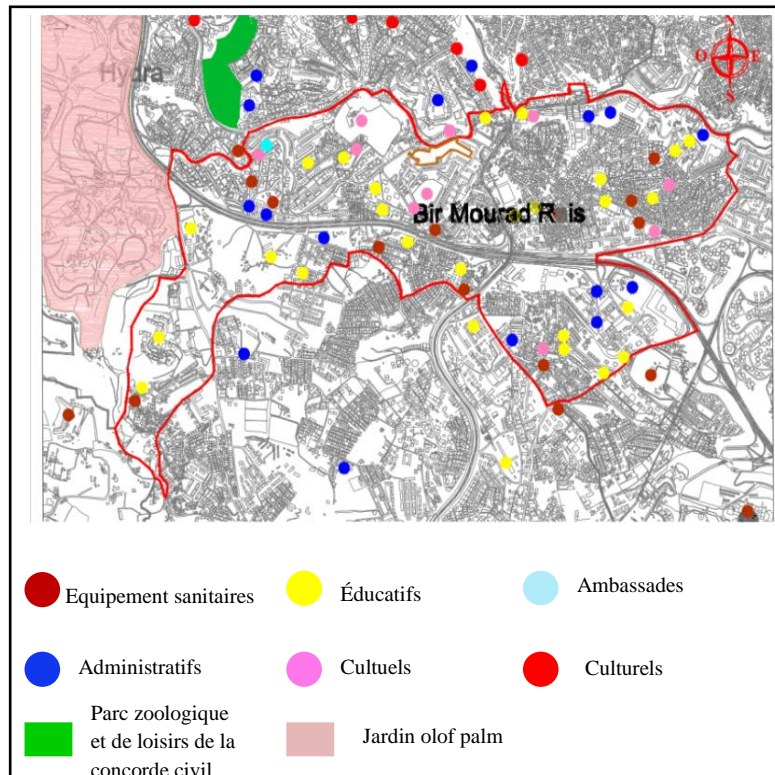 N
Hydra
O E
S
Bir Mourad Rais
Equipement sanitaires
Éducatifs
Ambassades
Administratifs
Cultuels
Culturels
Parc zoologique
et de loisirs de la
concorde civil
Jardin olof palm